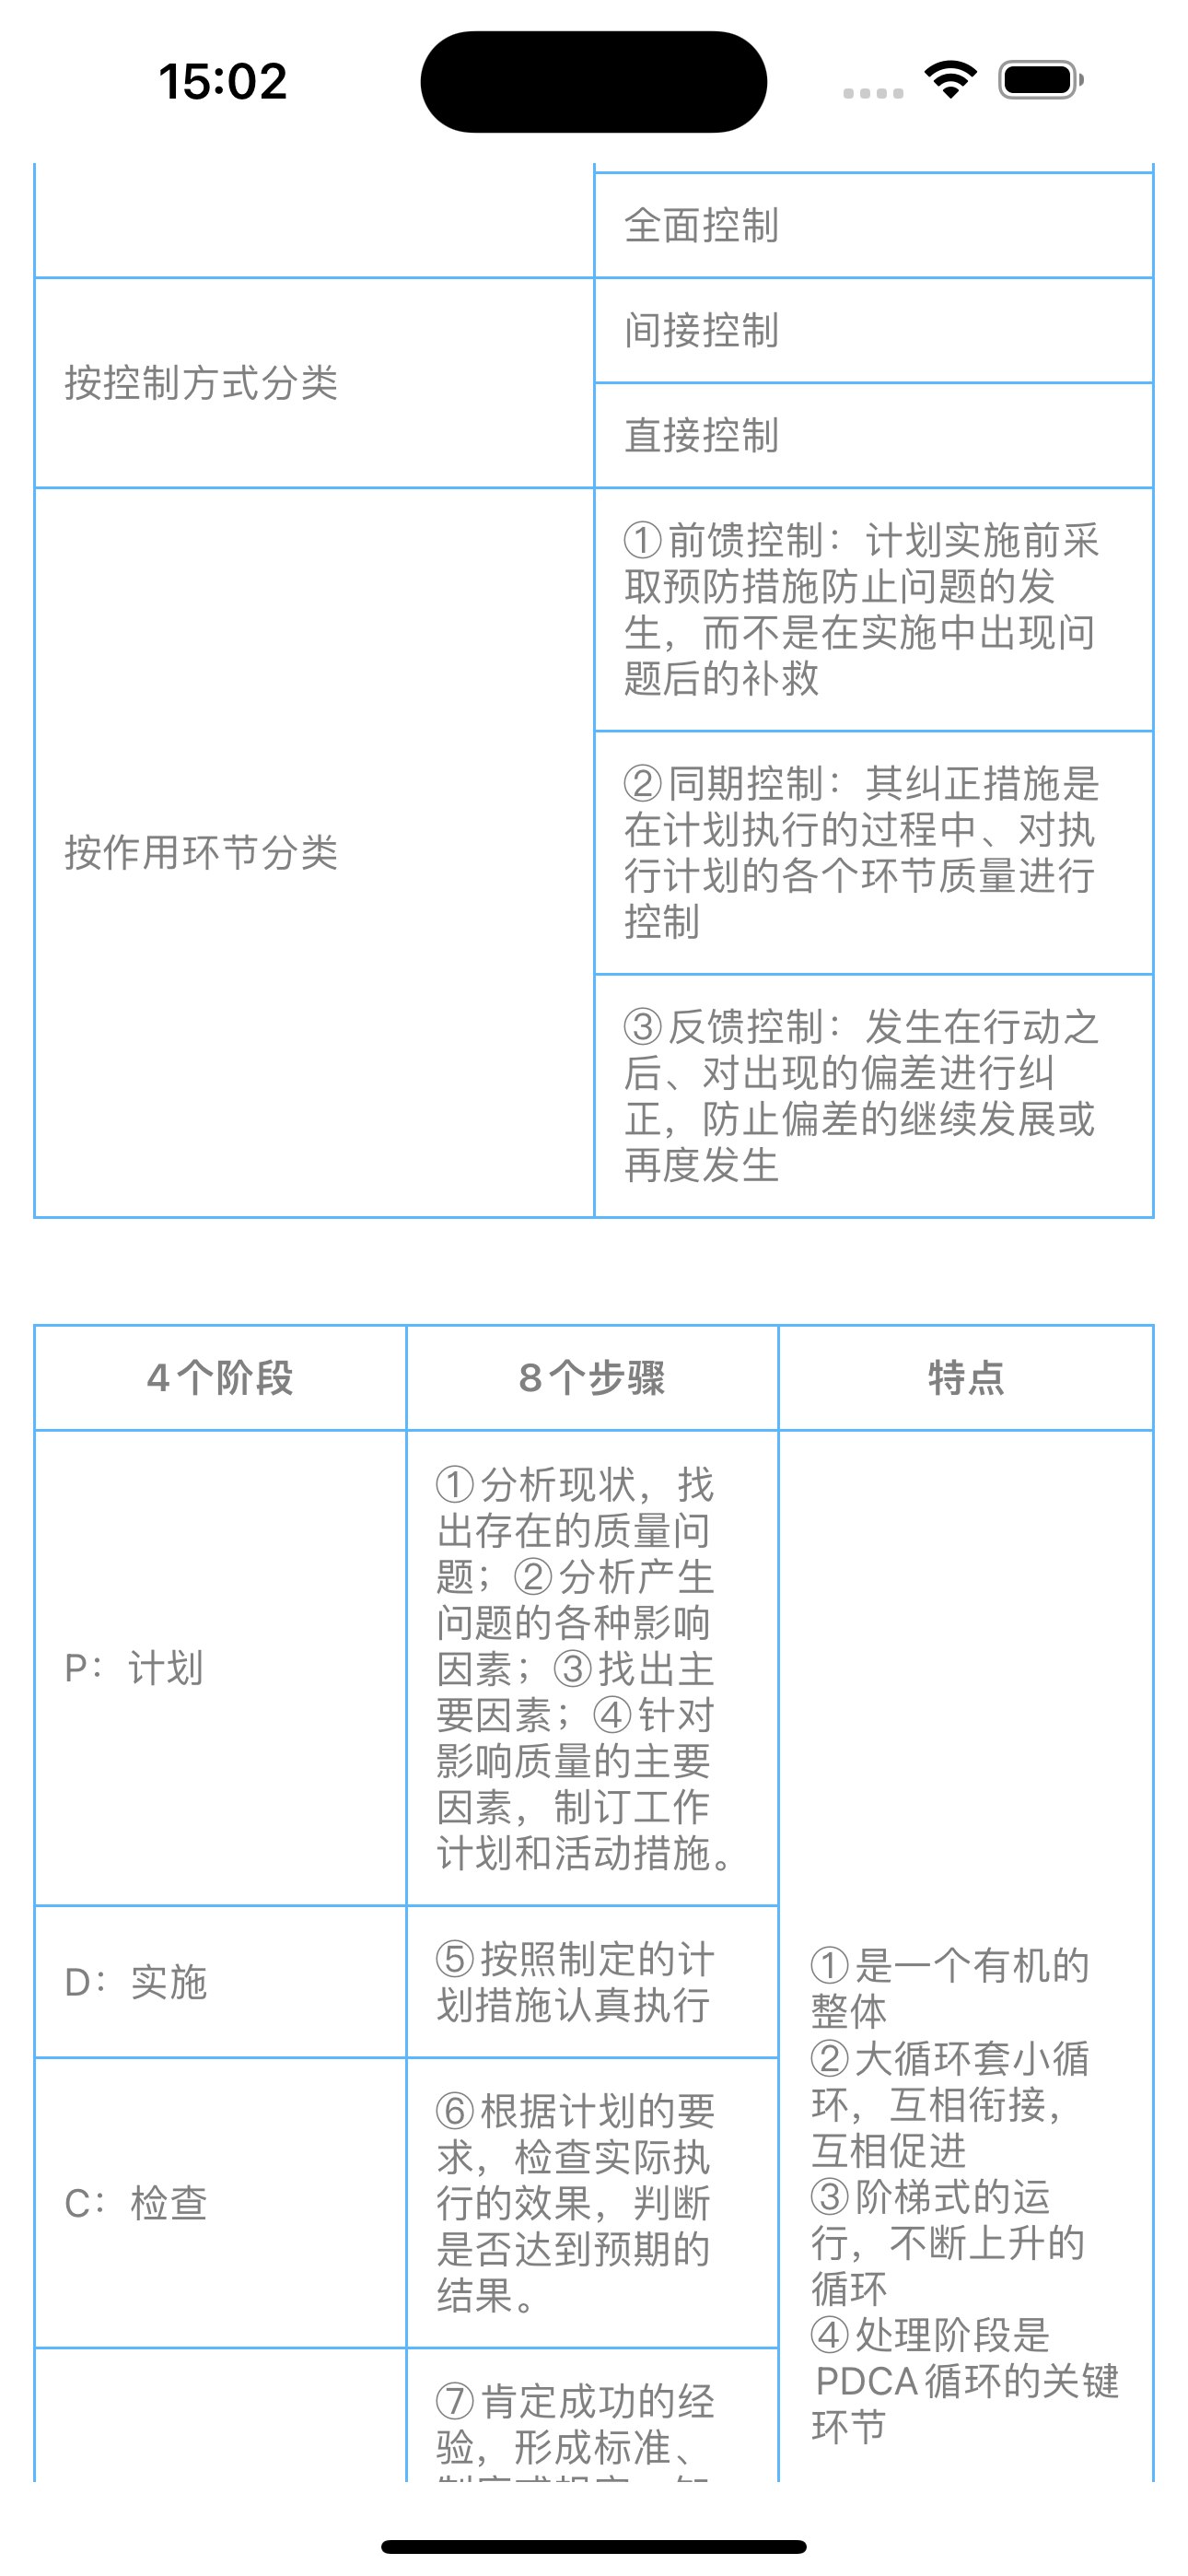 15:02
全面控制
按控制方式分类
间接控制
直接控制
按作用环节分类
①前馈控制：计划实施前采
取预防措施防止问题的发
生，而不是在实施中出现问
题后的补救
②同期控制：其纠正措施是
在计划执行的过程中、对执
行计划的各个环节质量进行
控制
③反馈控制：发生在行动之
后、对出现的偏差进行纠
正，防止偏差的继续发展或
再度发生
4个阶段
8个步骤
特点
P：计划
①分析现状，找
出存在的质量问
题；②分析产生
问题的各种影响
因素；③找出主
要因素；④针对
影响质量的主要
因素，制订工作
计划和活动措施。
D：实施
⑤按照制定的计
划措施认真执行
C：检查
⑥根据计划的要
求，检查实际执
行的效果，判断
是否达到预期的
结果。
⑦肯定成功的经
验，形成标准、
①是一个有机的
整体
②大循环套小循
环，互相衔接，
互相促进
③阶梯式的运
行，不断上升的
循环
④处理阶段是
PDCA循环的关键
环节